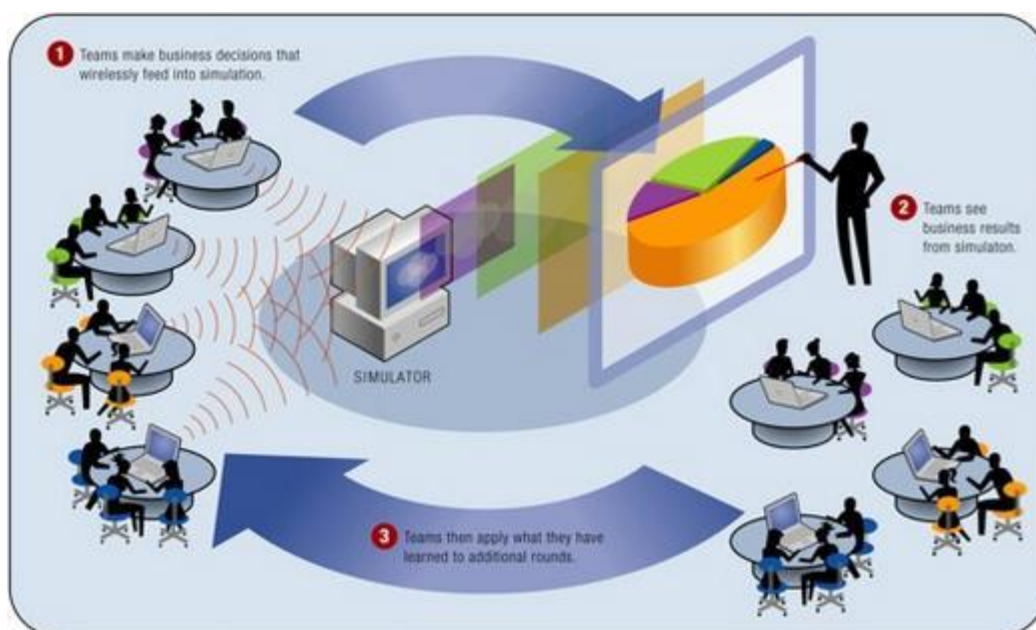 1 Teams make business decisions that
wirelessly feed into simulation.
2 Teams see
business results
from simulaton.
SIMULATOR
3 Teams then apply what they have
learned to additional rounds.